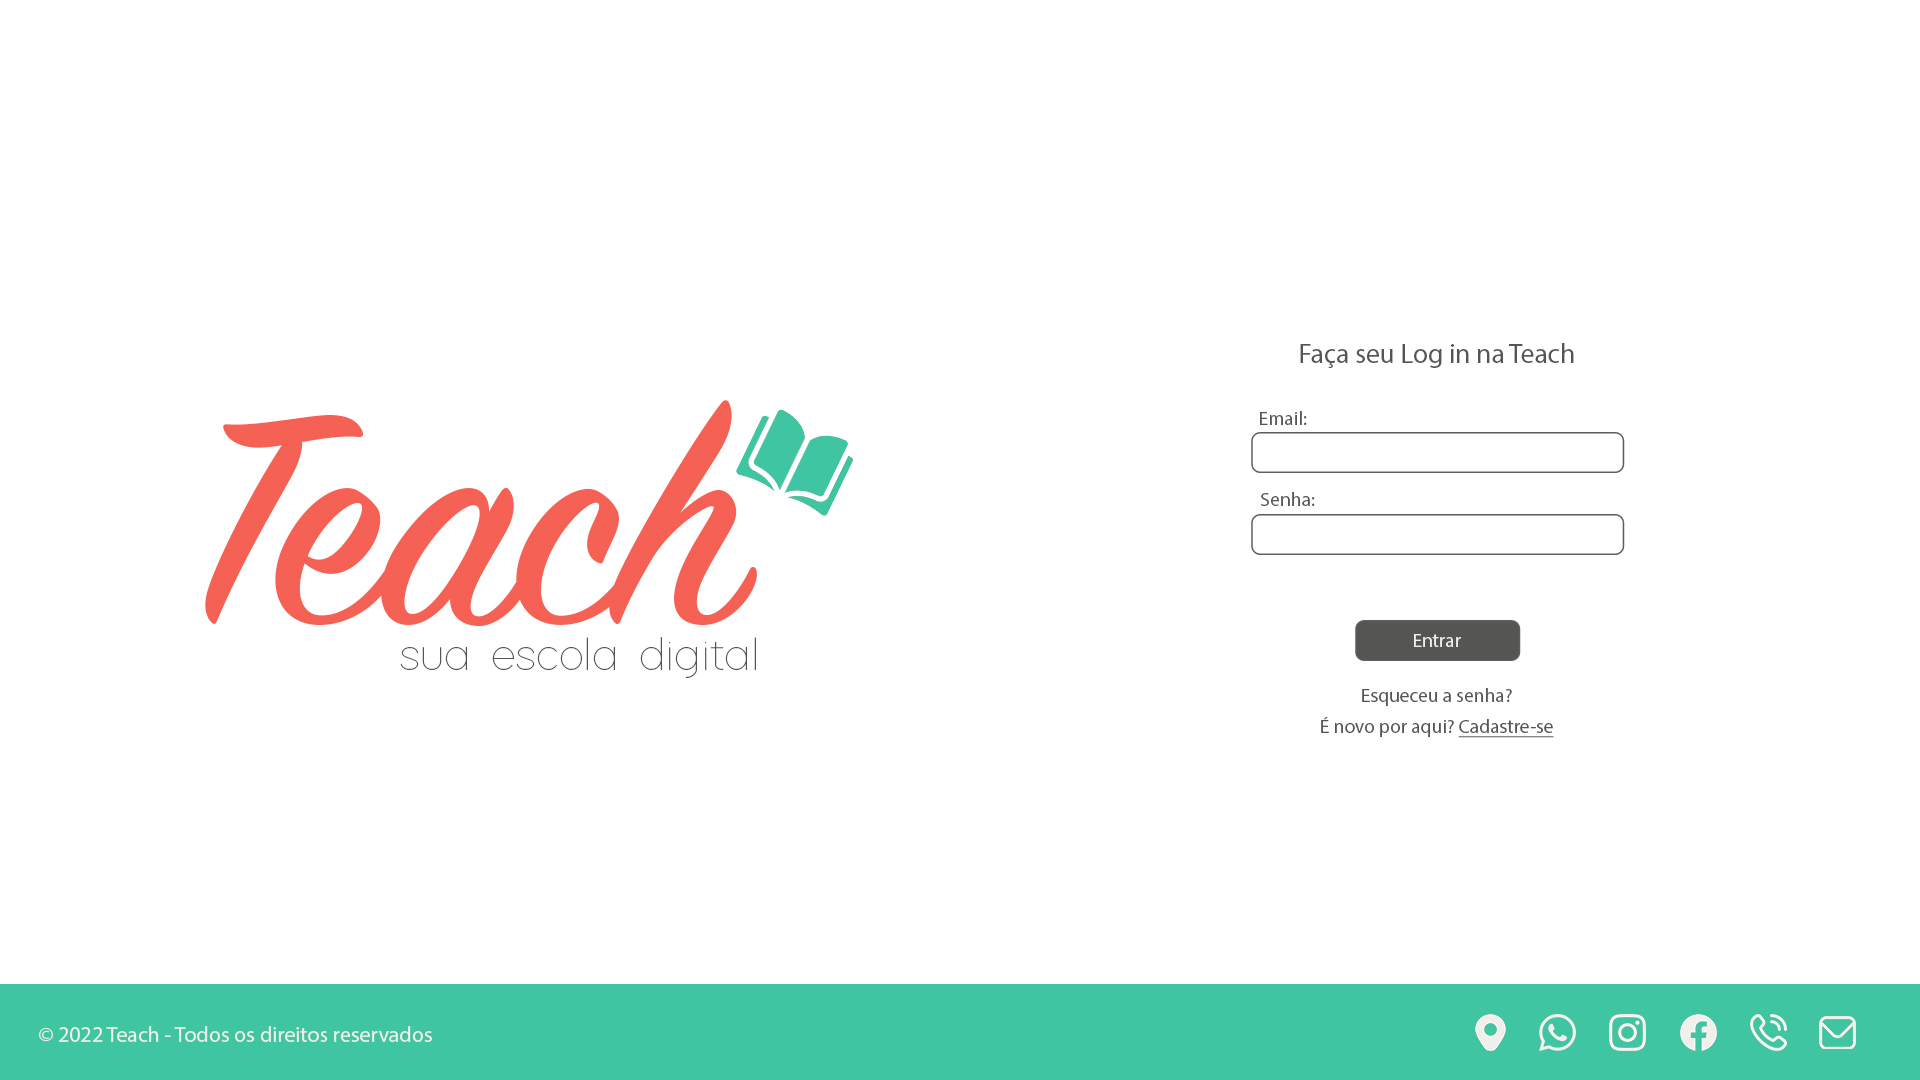 Teach
sua escola digital
Faça seu Log in na Teach
Email:
Senha:
Entrar
Esqueceu a senha?
É novo por aqui? Cadastre-se
© 2022 Teach - Todos os direitos reservados